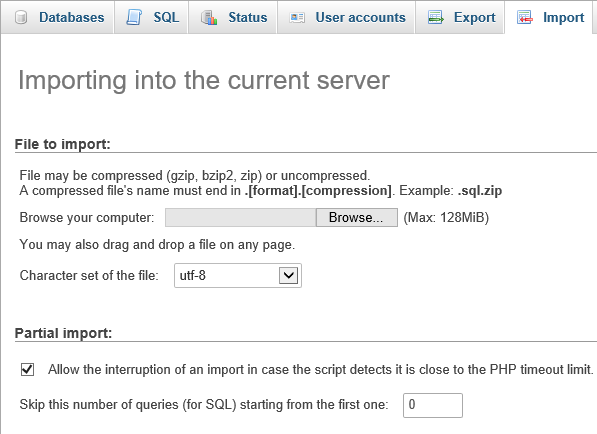 Databases SQL Status User accounts Export Import
Importing into the current server
File to import:
File may be compressed (gzip, bzip2, zip) or uncompressed.
A compressed file's name must end in .[format].[compression]. Example: .sql.zip
Browse your computer: Browse... (Max: 128MiB)
You may also drag and drop a file on any page.
Character set of the file: utf-8
Partial import:
Allow the interruption of an import in case the script detects it is close to the PHP timeout limit.
Skip this number of queries (for SQL) starting from the first one: 0